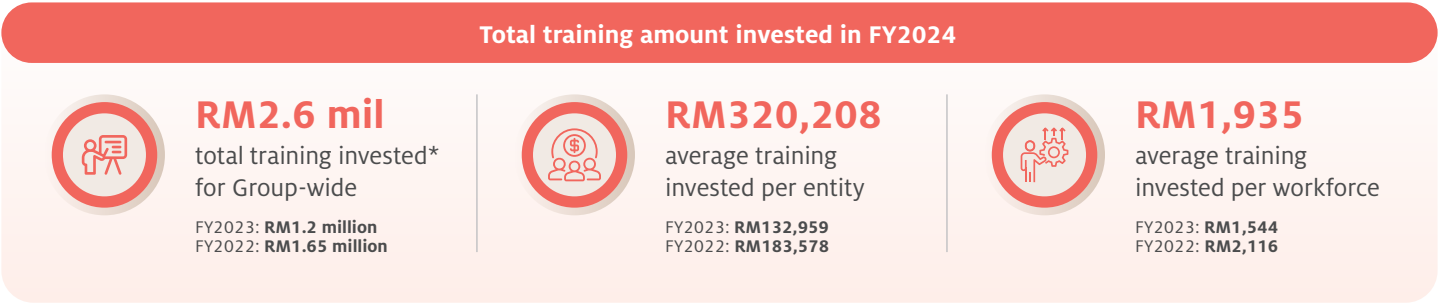 Total training amount invested in FY2024
RM2.6 mil
total training invested*
for Group-wide
FY2023: RM1.2 million
FY2022: RM1.65 million
RM320,208
average training
invested per entity
FY2023: RM132,959
FY2022: RM183,578
RM1,935
average training
invested per workforce
FY2023: RM1,544
FY2022: RM2,116